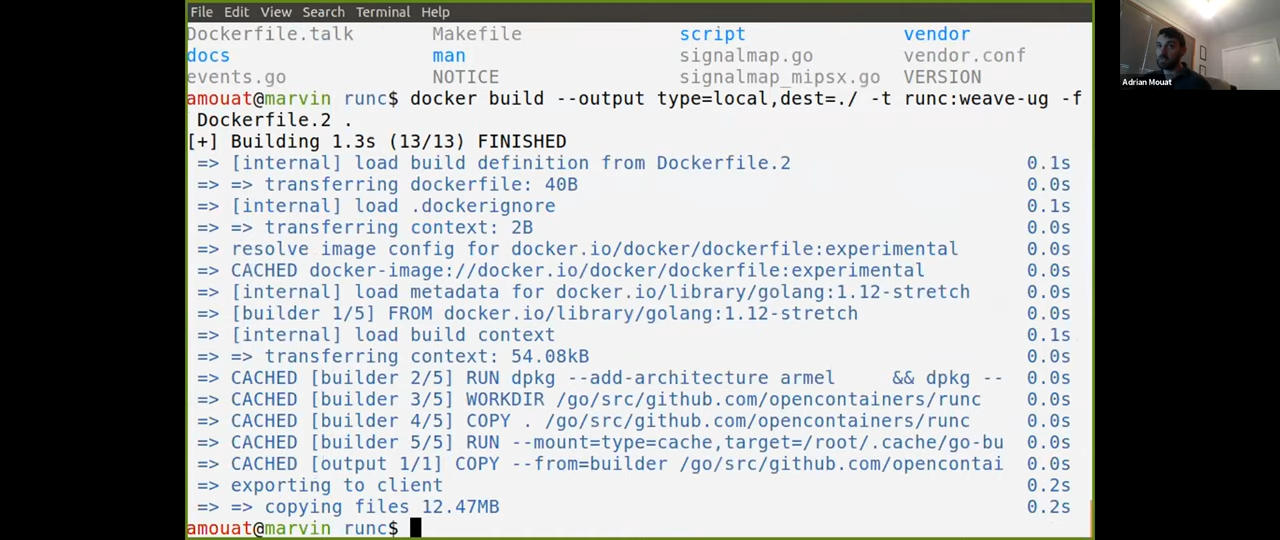 File Edit View Search Terminal Help
Dockerfile.talk Makefile script vendor
docs man signalmap.go vendor.conf
events.go NOTICE signalmap_mipsx.go VERSION
amouat@marvin runc$ docker build --output type=local,dest=./ -t runc:weave-ug -f
Dockerfile.2 .
[+] Building 1.3s (13/13) FINISHED
=> [internal] load build definition from Dockerfile.2 0.1s
=> => transferring dockerfile: 40B 0.0s
=> [internal] load .dockerignore 0.1s
=> => transferring context: 2B 0.0s
=> resolve image config for docker.io/docker/dockerfile:experimental 0.0s
=> CACHED docker-image://docker.io/docker/dockerfile:experimental 0.0s
=> [internal] load metadata for docker.io/library/golang:1.12-stretch 0.0s
=> [builder 1/5] FROM docker.io/library/golang:1.12-stretch 0.0s
=> [internal] load build context 0.1s
=> => transferring context: 54.08kB 0.0s
=> CACHED [builder 2/5] RUN dpkg --add-architecture armel && dpkg -- 0.0s
=> CACHED [builder 3/5] WORKDIR /go/src/github.com/opencontainers/runc 0.0s
=> CACHED [builder 4/5] COPY . /go/src/github.com/opencontainers/runc 0.0s
=> CACHED [builder 5/5] RUN --mount=type=cache,target=/root/.cache/go-bu 0.0s
=> CACHED [output 1/1] COPY --from=builder /go/src/github.com/opencontai 0.0s
=> exporting to client 0.2s
=> => copying files 12.47MB 0.2s
amouat@marvin runc$
Adrian Mouat